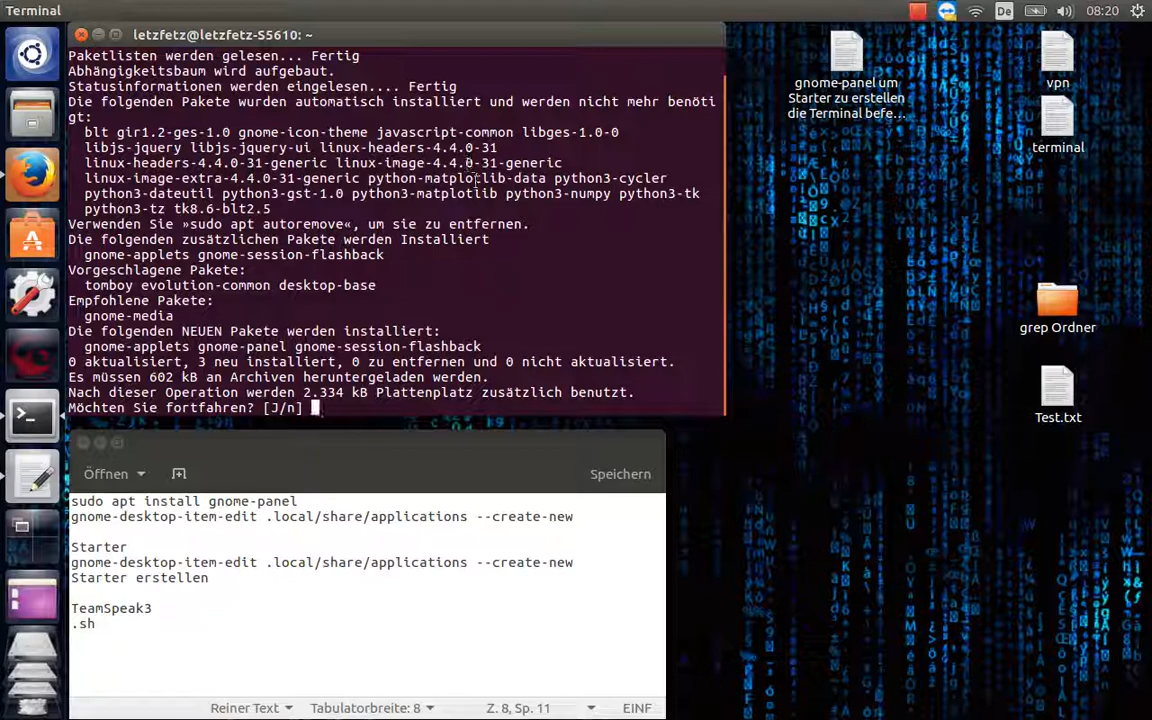 Terminal
De
08:20
letzfetz@letzfetz-S5610: ~
Paketlisten werden gelesen... Fertig
Abhängigkeitsbaum wird aufgebaut.
Statusinformationen werden eingelesen.... Fertig
Die folgenden Pakete wurden automatisch installiert und werden nicht mehr benöti
gt:
blt gir1.2-ges-1.0 gnome-icon-theme javascript-common libges-1.0-0
libjs-jquery libjs-jquery-ui linux-headers-4.4.0-31
linux-headers-4.4.0-31-generic linux-image-4.4.0-31-generic
linux-image-extra-4.4.0-31-generic python-matplotlib-data python3-cycler
python3-dateutil python3-gst-1.0 python3-matplotlib python3-numpy python3-tk
python3-tz tk8.6-blt2.5
Verwenden Sie »sudo apt autoremove«, um sie zu entfernen.
Die folgenden zusätzlichen Pakete werden Installiert
gnome-applets gnome-session-flashback
Vorgeschlagene Pakete:
tomboy evolution-common desktop-base
Empfohlene Pakete:
gnome-media
Die folgenden NEUEN Pakete werden installiert:
gnome-applets gnome-panel gnome-session-flashback
0 aktualisiert, 3 neu installiert, 0 zu entfernen und 0 nicht aktualisiert.
Es müssen 602 kB an Archiven heruntergeladen werden.
Nach dieser Operation werden 2.334 kB Plattenplatz zusätzlich benutzt.
Möchten Sie fortfahren? [J/n]
Öffnen
Speichern
sudo apt install gnome-panel
gnome-desktop-item-edit .local/share/applications --create-new
Starter
gnome-desktop-item-edit .local/share/applications --create-new
Starter erstellen
TeamSpeak3
.sh
Reiner Text
Tabulatorbreite: 8
Z. 8, Sp. 11
EINF
gnome-panel um
Starter zu erstellen
die Terminal befe...
vpn
terminal
grep Ordner
Test.txt